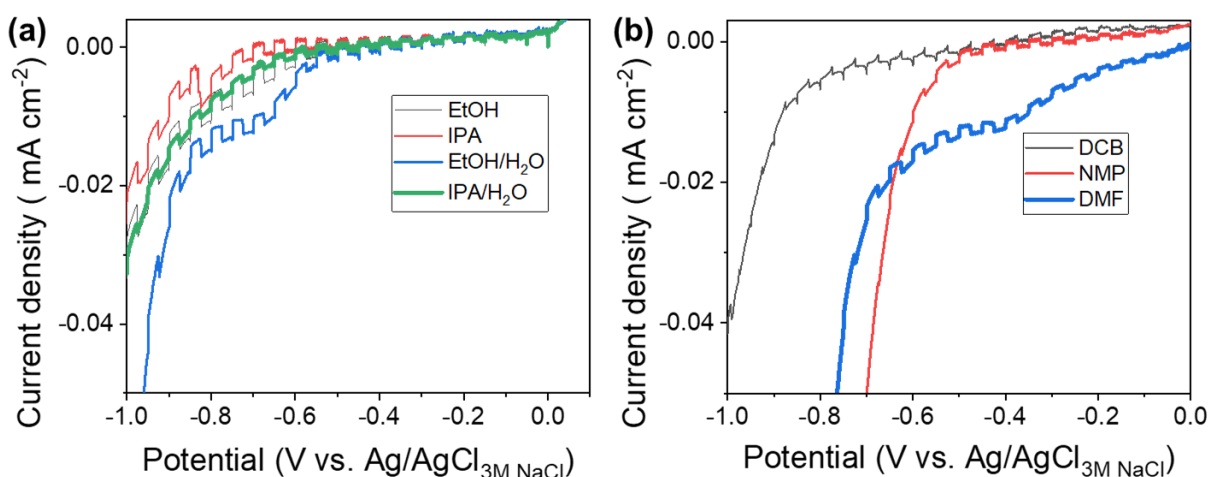 (a)
Current density ( mA cm⁻²)
0.00
-0.02
-0.04
EtOH
IPA
EtOH/H₂O
IPA/H₂O
-1.0 -0.8 -0.6 -0.4 -0.2 0.0
Potential (V vs. Ag/AgCl₃M NaCl)
(b)
Current density ( mA cm⁻²)
0.00
-0.02
-0.04
DCB
NMP
DMF
-1.0 -0.8 -0.6 -0.4 -0.2 0.0
Potential (V vs. Ag/AgCl₃M NaCl)